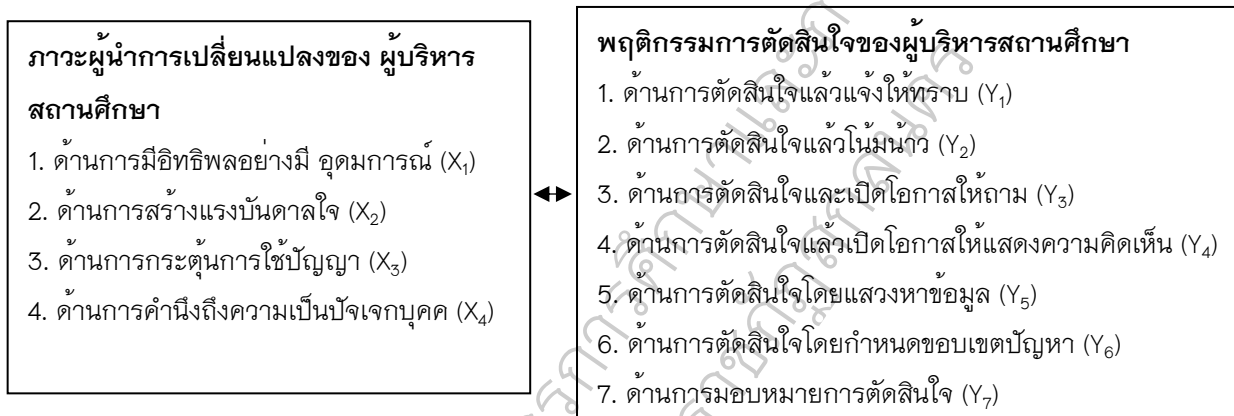 ภาวะผู้นำการเปลี่ยนแปลงของ ผู้บริหาร
สถานศึกษา
1. ด้านการมีอิทธิพลอย่างมี อุดมการณ์ (X₁)
2. ด้านการสร้างแรงบันดาลใจ (X₂)
3. ด้านการกระตุ้นการใช้ปัญญา (X₃)
4. ด้านการคำนึงถึงความเป็นปัจเจกบุคค (X₄)
พฤติกรรมการตัดสินใจของผู้บริหารสถานศึกษา
1. ด้านการตัดสินใจแล้วแจ้งให้ทราบ (Y₁)
2. ด้านการตัดสินใจแล้วโน้มน้าว (Y₂)
3. ด้านการตัดสินใจและเปิดโอกาสให้ถาม (Y₃)
4. ด้านการตัดสินใจแล้วเปิดโอกาสให้แสดงความคิดเห็น (Y₄)
5. ด้านการตัดสินใจโดยแสวงหาข้อมูล (Y₅)
6. ด้านการตัดสินใจโดยกำหนดขอบเขตปัญหา (Y₆)
7. ด้านการมอบหมายการตัดสินใจ (Y₇)